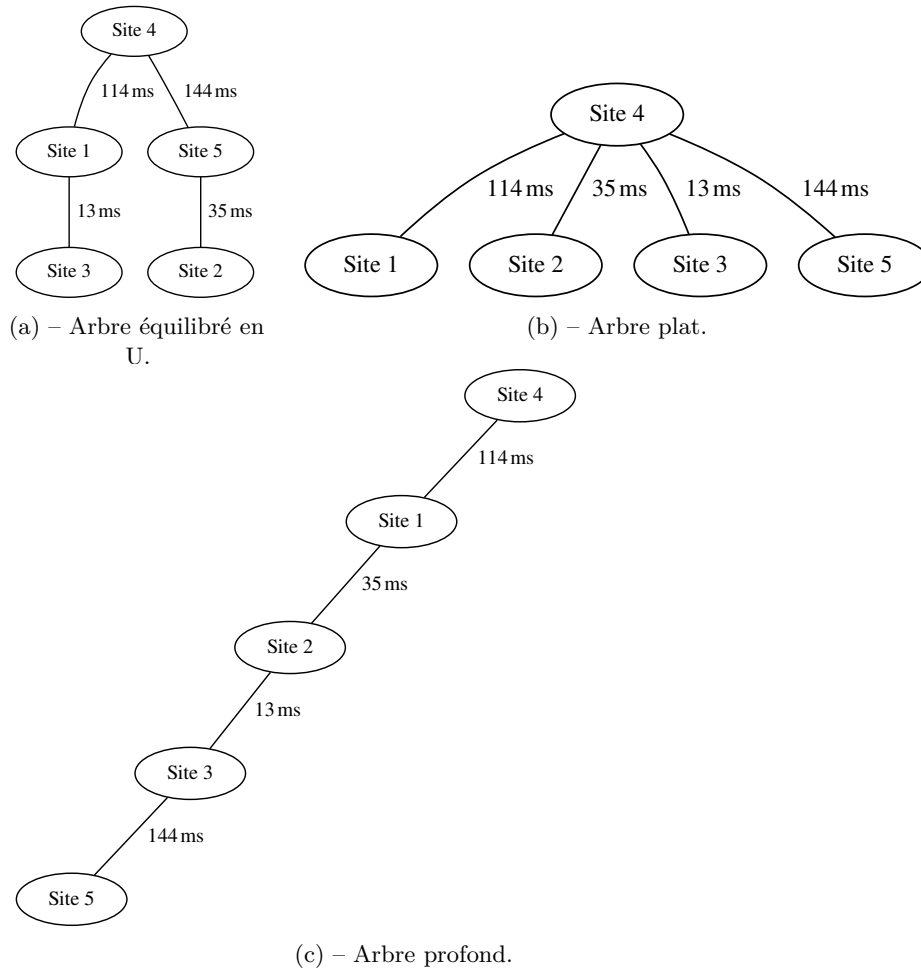 Site 4
114 ms
144 ms
Site 1
Site 5
13 ms
35 ms
Site 3
Site 2
(a) – Arbre équilibré en
U.
Site 4
114 ms
35 ms
13 ms
144 ms
Site 1
Site 2
Site 3
Site 5
(b) – Arbre plat.
Site 4
114 ms
Site 1
35 ms
Site 2
13 ms
Site 3
144 ms
Site 5
(c) – Arbre profond.